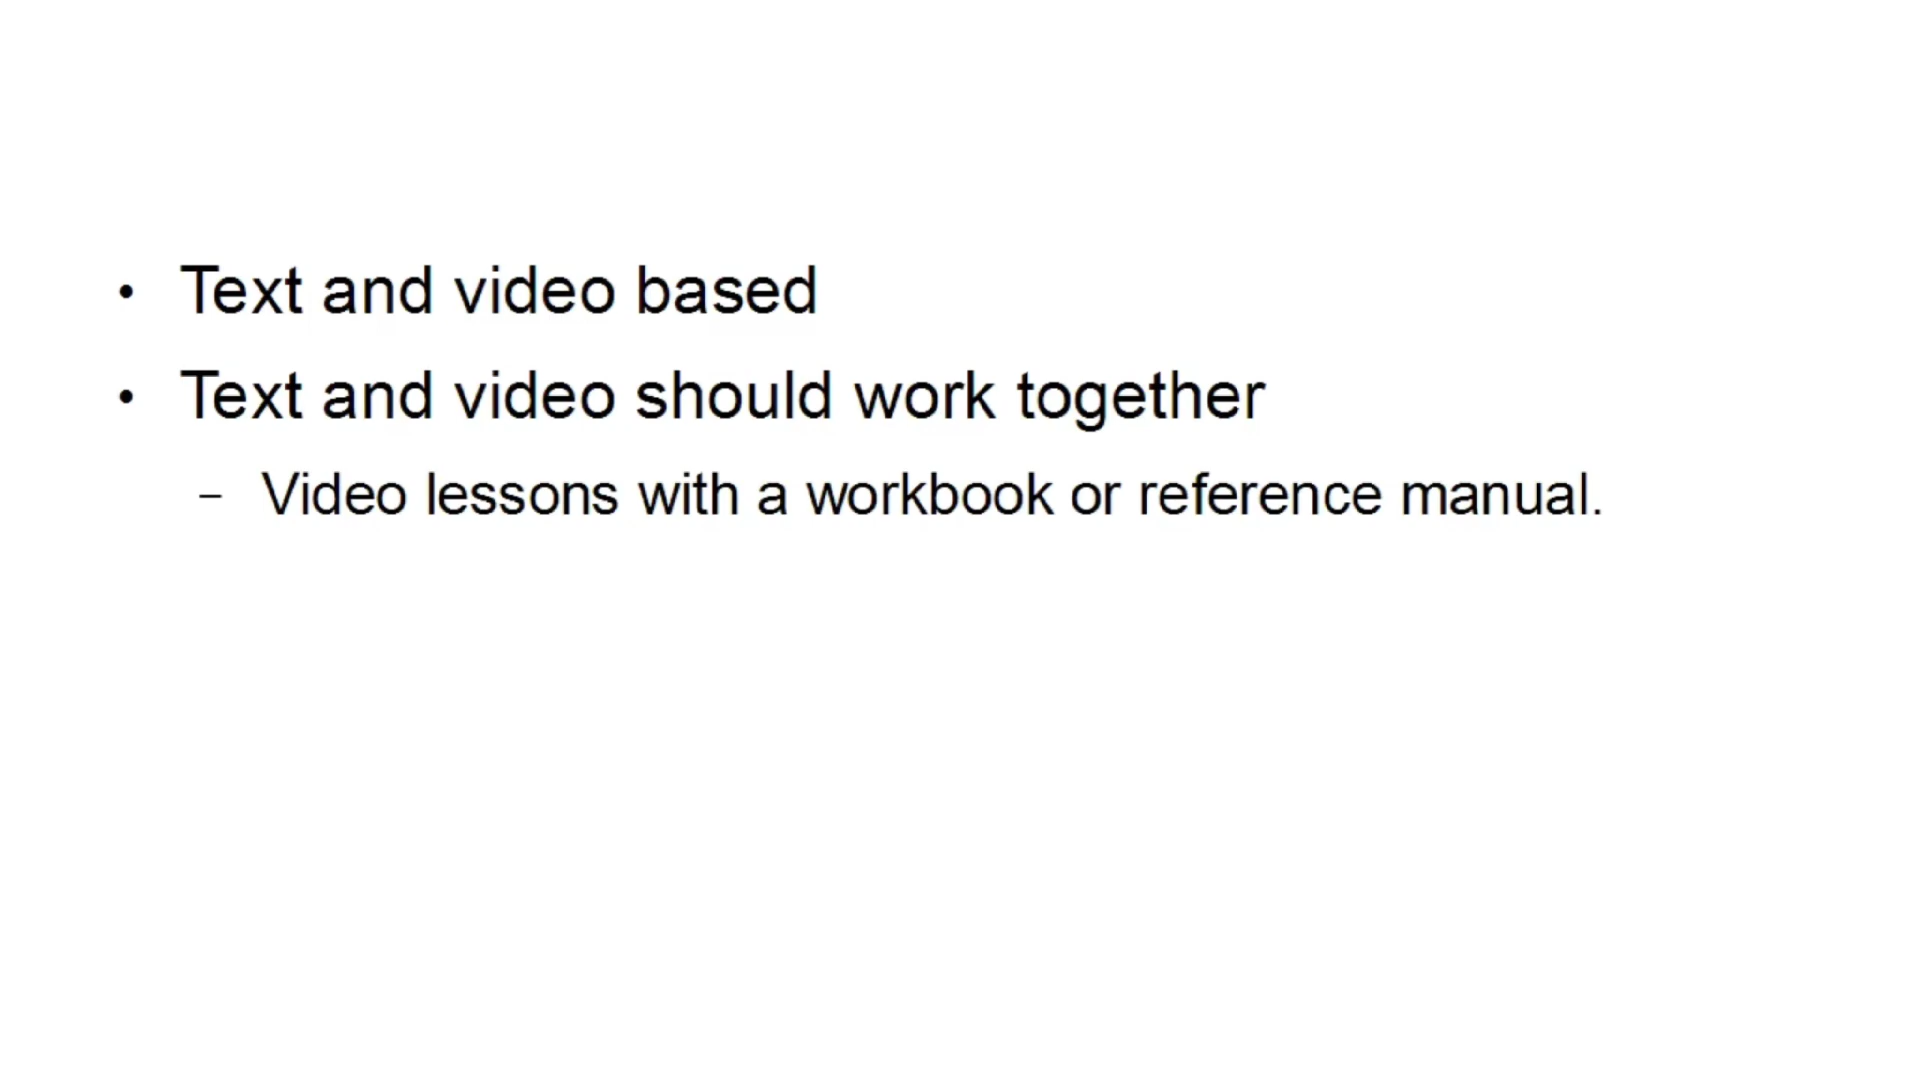 • Text and video based
• Text and video should work together
– Video lessons with a workbook or reference manual.